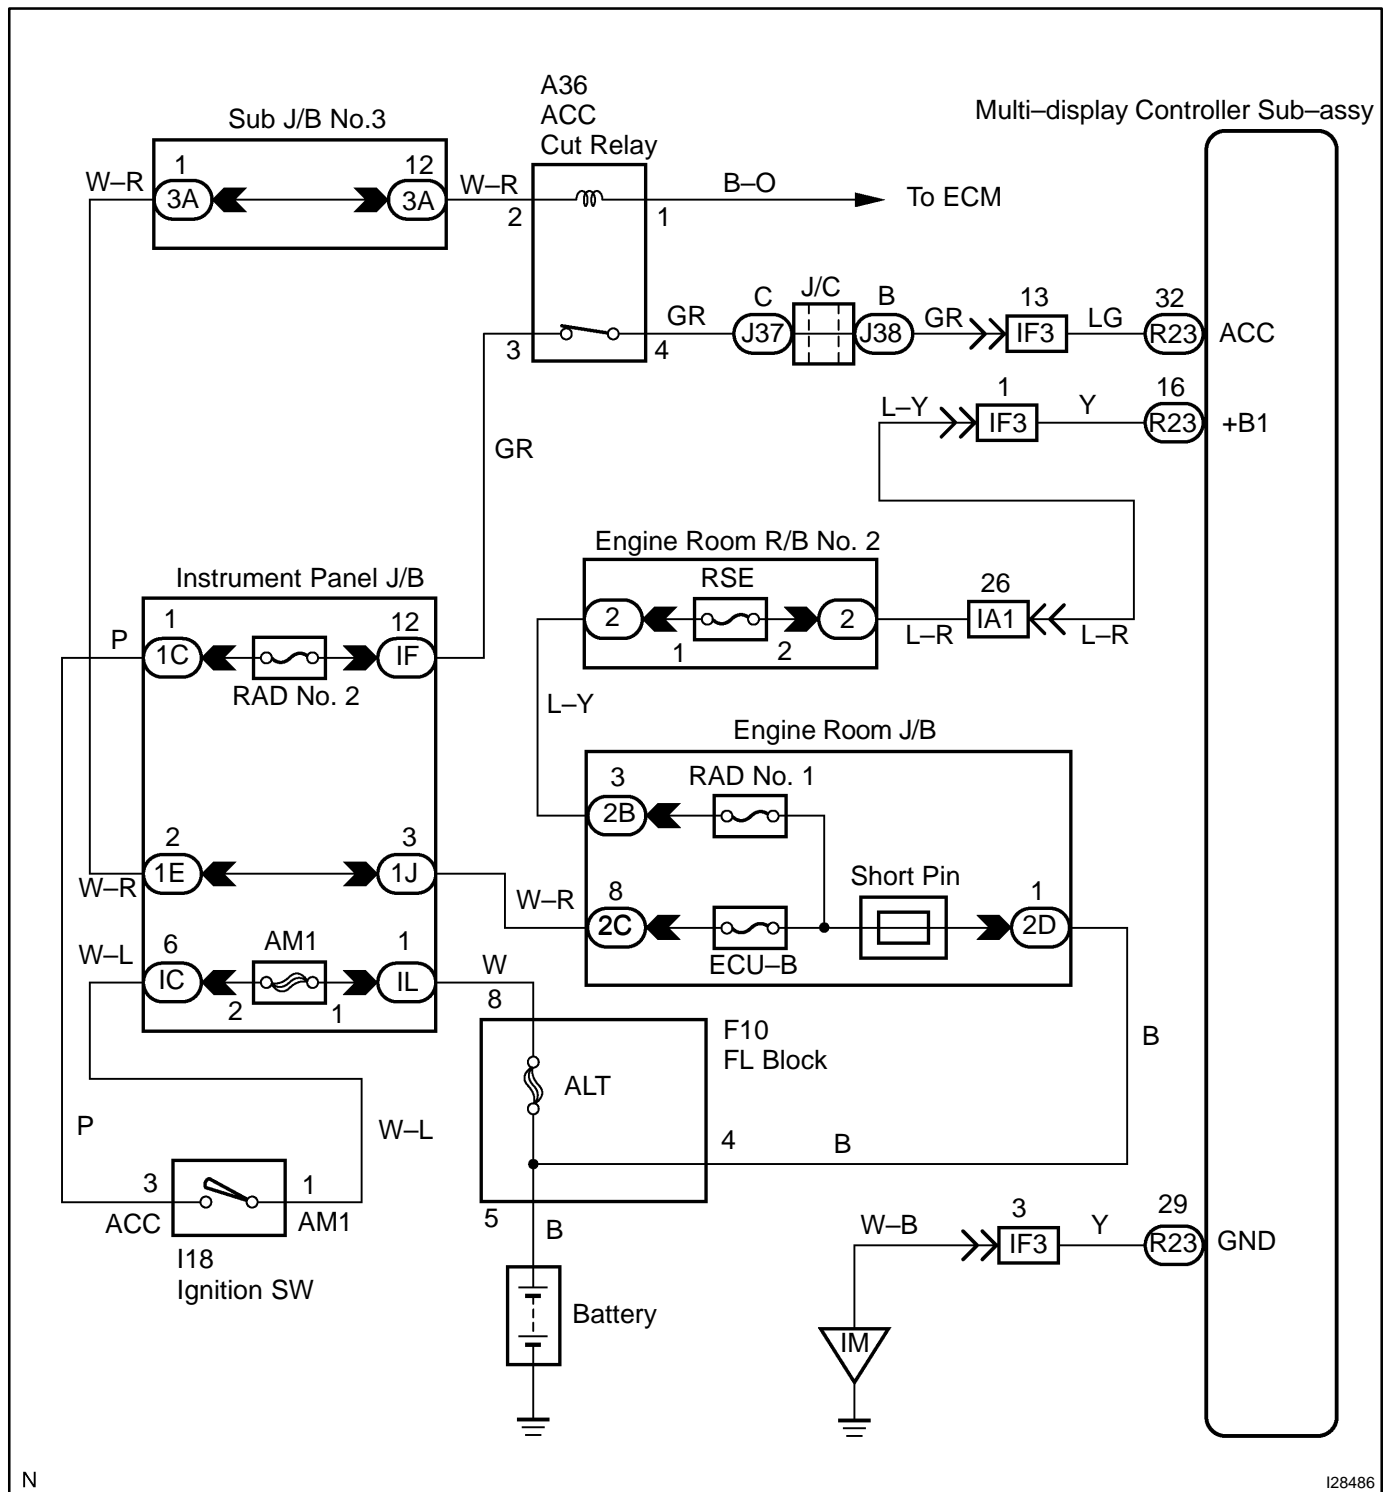 A36
ACC
Cut Relay
Sub J/B No.3
Multi–display Controller Sub–assy
W–R
1
3A
12
3A
W–R
2
1
B–O
To ECM
3
4
GR
C
J37
J/C
B
J38
GR
13
IF3
LG
32
R23
ACC
L–Y
1
IF3
Y
16
R23
+B1
GR
Engine Room R/B No. 2
RSE
2
1
2
2
L–R
26
IA1
L–R
Instrument Panel J/B
P
1
1C
RAD No. 2
12
IF
L–Y
Engine Room J/B
3
2B
RAD No. 1
2
1E
W–R
3
1J
W–R
8
2C
ECU–B
Short Pin
1
2D
W–L
6
IC
2
AM1
1
1
IL
W
8
F10
FL Block
ALT
B
P
W–L
4
B
3
ACC
1
AM1
I18
Ignition SW
5
B
Battery
W–B
3
IF3
Y
29
R23
GND
IM
N
I28486